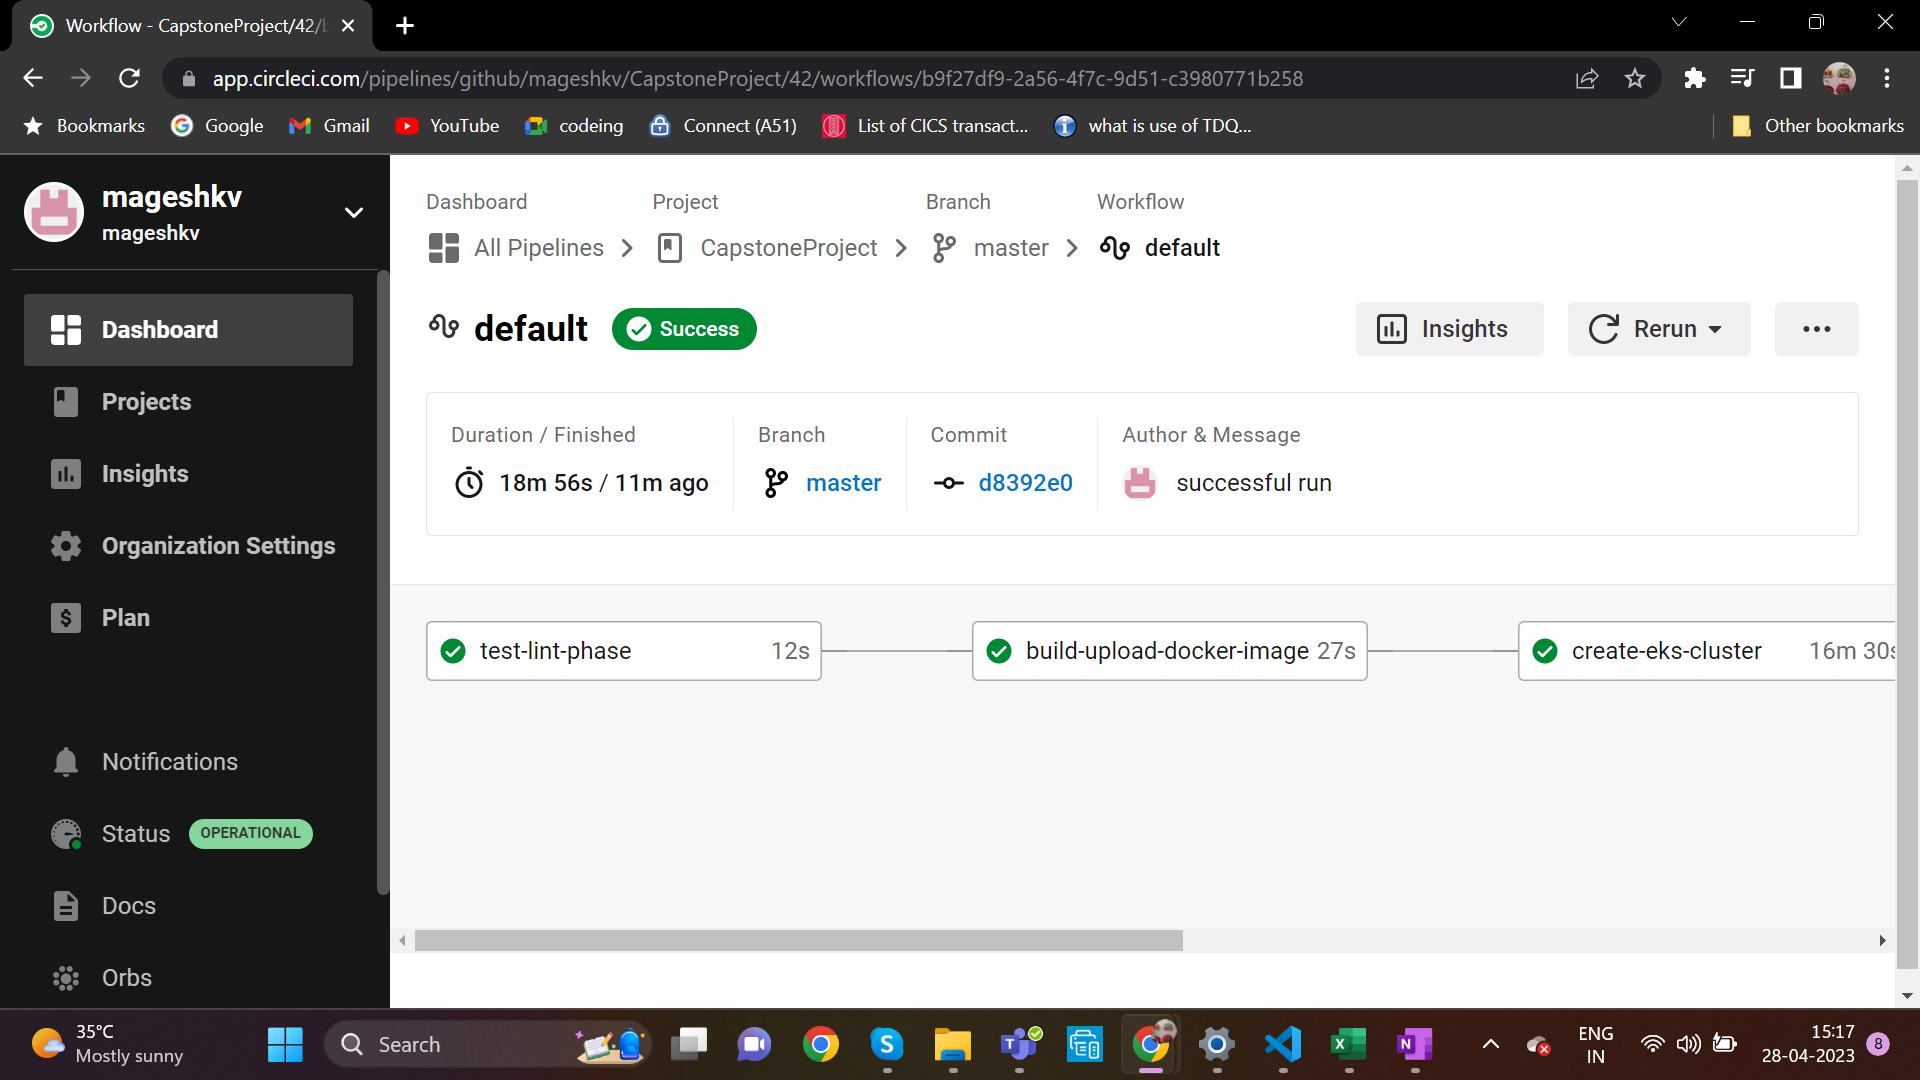 Workflow - CapstoneProject/42/b
app.circleci.com/pipelines/github/mageshkv/CapstoneProject/42/workflows/b9f27df9-2a56-4f7c-9d51-c3980771b258
Bookmarks Google Gmail YouTube codeing Connect (A51) List of CICS transact... what is use of TDQ... Other bookmarks
mageshkv
mageshkv
Dashboard
Projects
Insights
Organization Settings
Plan
Notifications
Status OPERATIONAL
Docs
Orbs
Dashboard Project Branch Workflow
All Pipelines CapstoneProject master default
default Success Insights Rerun
Duration / Finished Branch Commit Author & Message
18m 56s / 11m ago master d8392e0 successful run
test-lint-phase 12s build-upload-docker-image 27s create-eks-cluster 16m 30s
35°C
Mostly sunny
Search
ENG
IN
15:17
28-04-2023
8